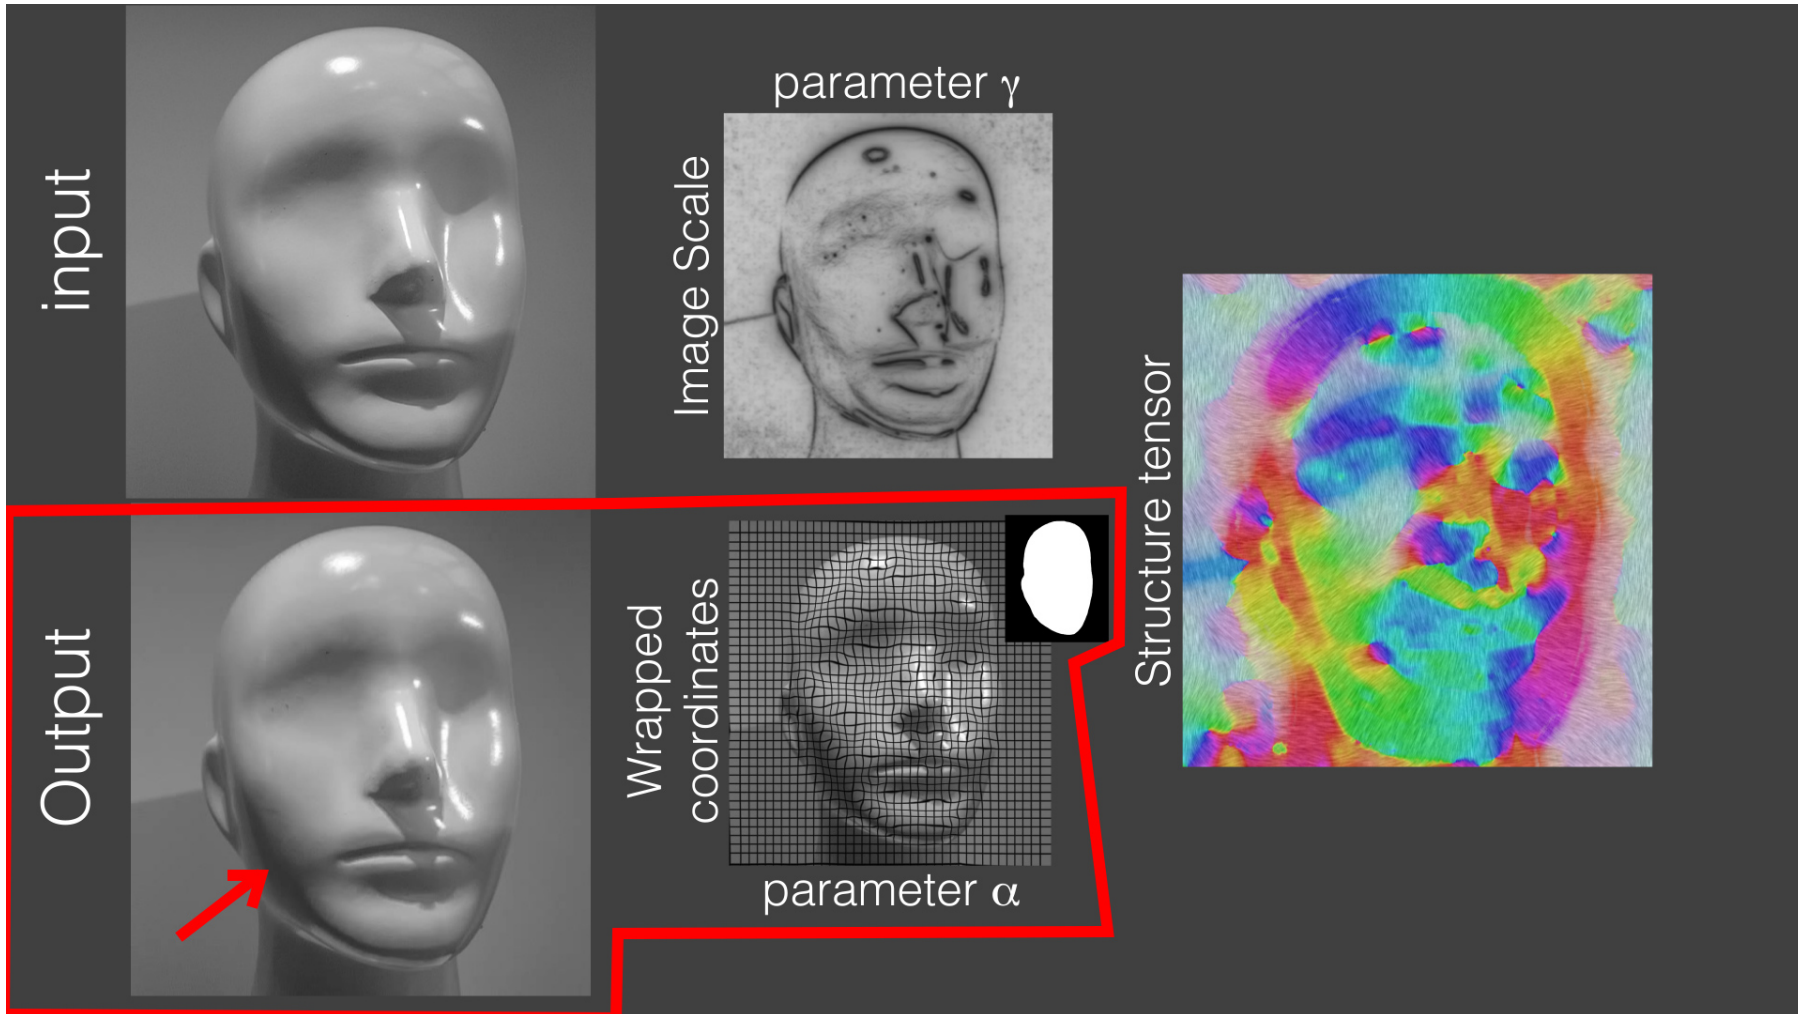 input
parameter γ
Image Scale
Structure tensor
Output
Wrapped
coordinates
parameter α